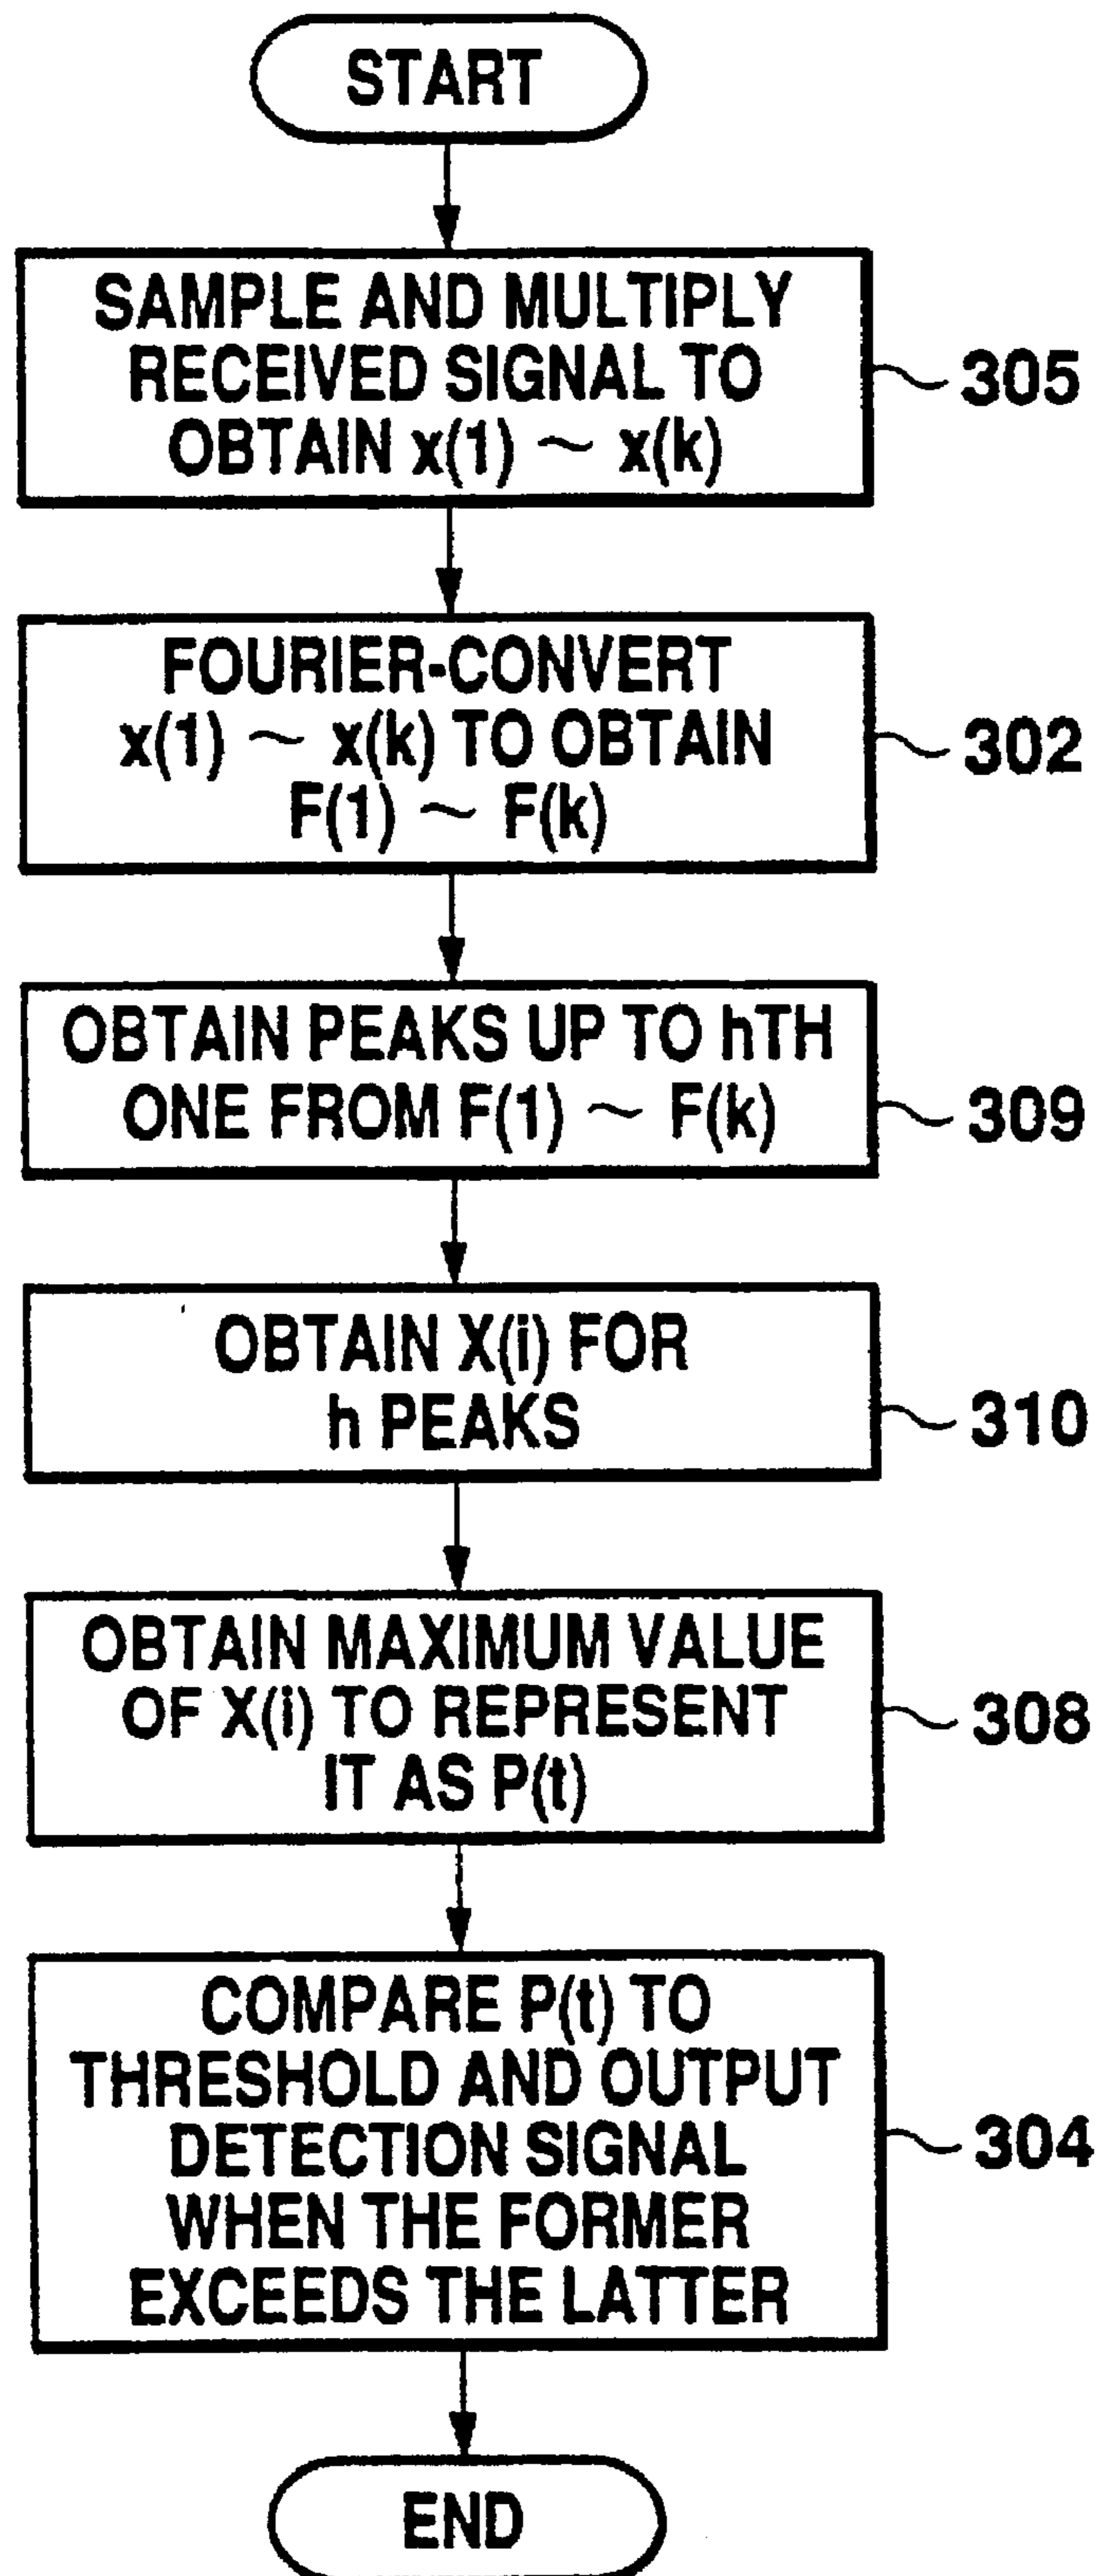 START
SAMPLE AND MULTIPLY
RECEIVED SIGNAL TO
OBTAIN x(1) ~ x(k)
305
FOURIER-CONVERT
x(1) ~ x(k) TO OBTAIN
F(1) ~ F(k)
302
OBTAIN PEAKS UP TO hTH
ONE FROM F(1) ~ F(k)
309
OBTAIN X(i) FOR
h PEAKS
310
OBTAIN MAXIMUM VALUE
OF X(i) TO REPRESENT
IT AS P(t)
308
COMPARE P(t) TO
THRESHOLD AND OUTPUT
DETECTION SIGNAL
WHEN THE FORMER
EXCEEDS THE LATTER
304
END